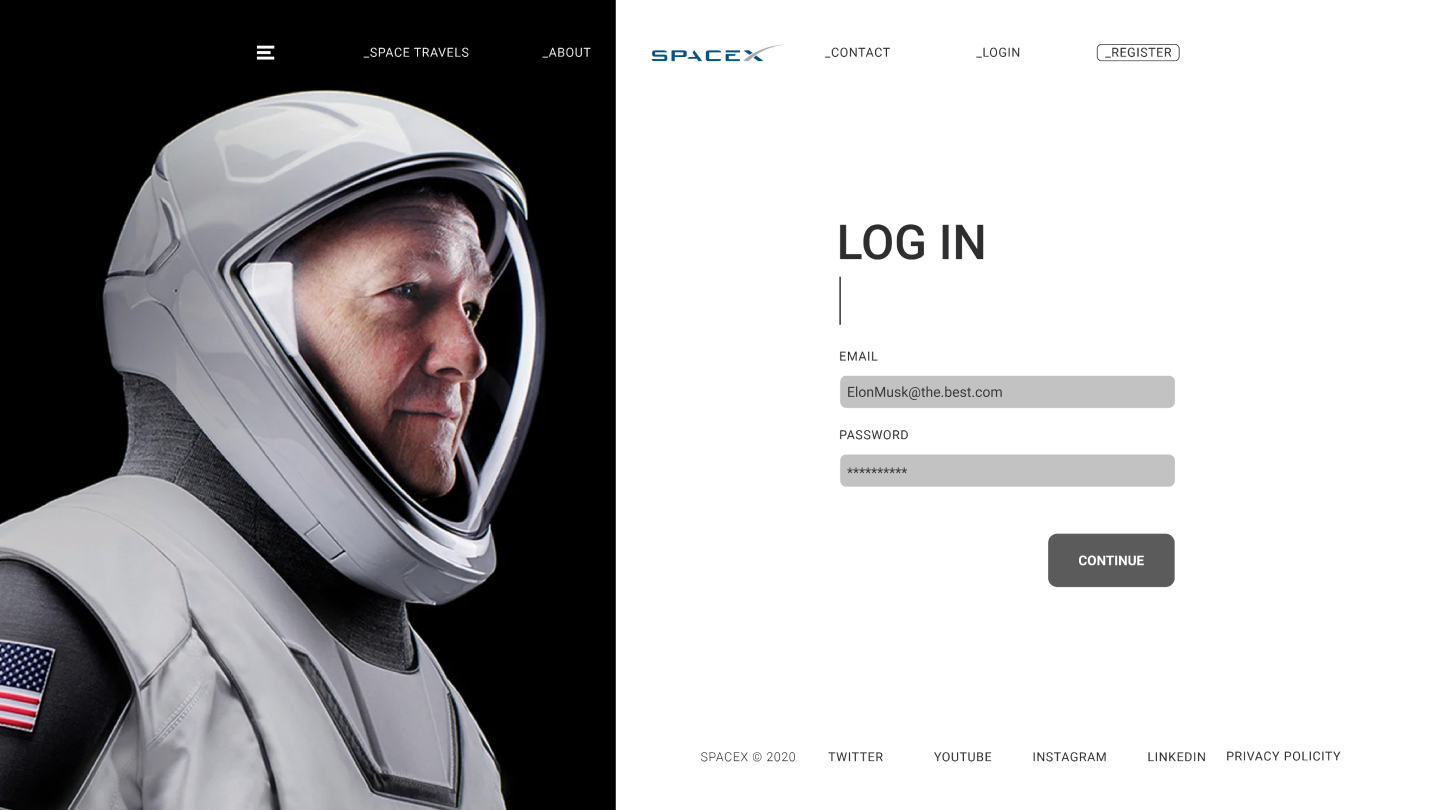 _SPACE TRAVELS
_ABOUT
SPACEX
_CONTACT
_LOGIN
_REGISTER
LOG IN
EMAIL
ElonMusk@the.best.com
PASSWORD
**********
CONTINUE
SPACEX © 2020
TWITTER
YOUTUBE
INSTAGRAM
LINKEDIN
PRIVACY POLICITY